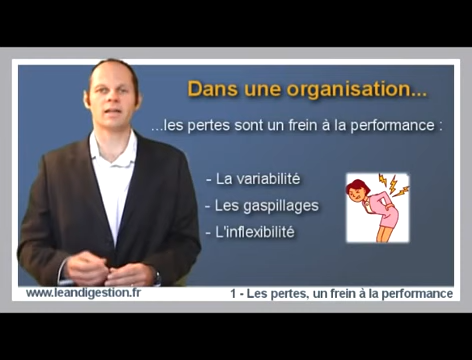 Dans une organisation...
...les pertes sont un frein à la performance :
- La variabilité
- Les gaspillages
- L'inflexibilité
www.leandigestion.fr
1 - Les pertes, un frein à la performance